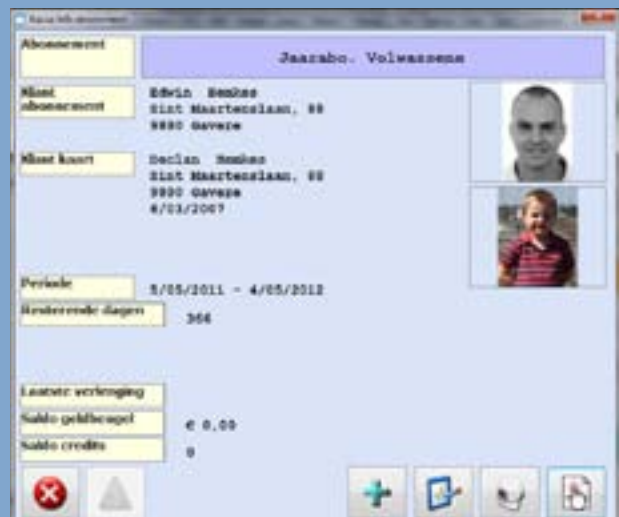 Abonnement
Jaarabo. Volwassene
Klant
abonnement
Edwin
Sint Maartenslaan, 88
9890 Gavere
Klant kaart
Declan
Sint Maartenslaan, 88
9890 Gavere
6/03/2007
Periode
5/05/2011 - 4/05/2012
Resterende dagen
366
Laatste verlenging
Saldo geldbeugel
€ 0,00
Saldo credits
0